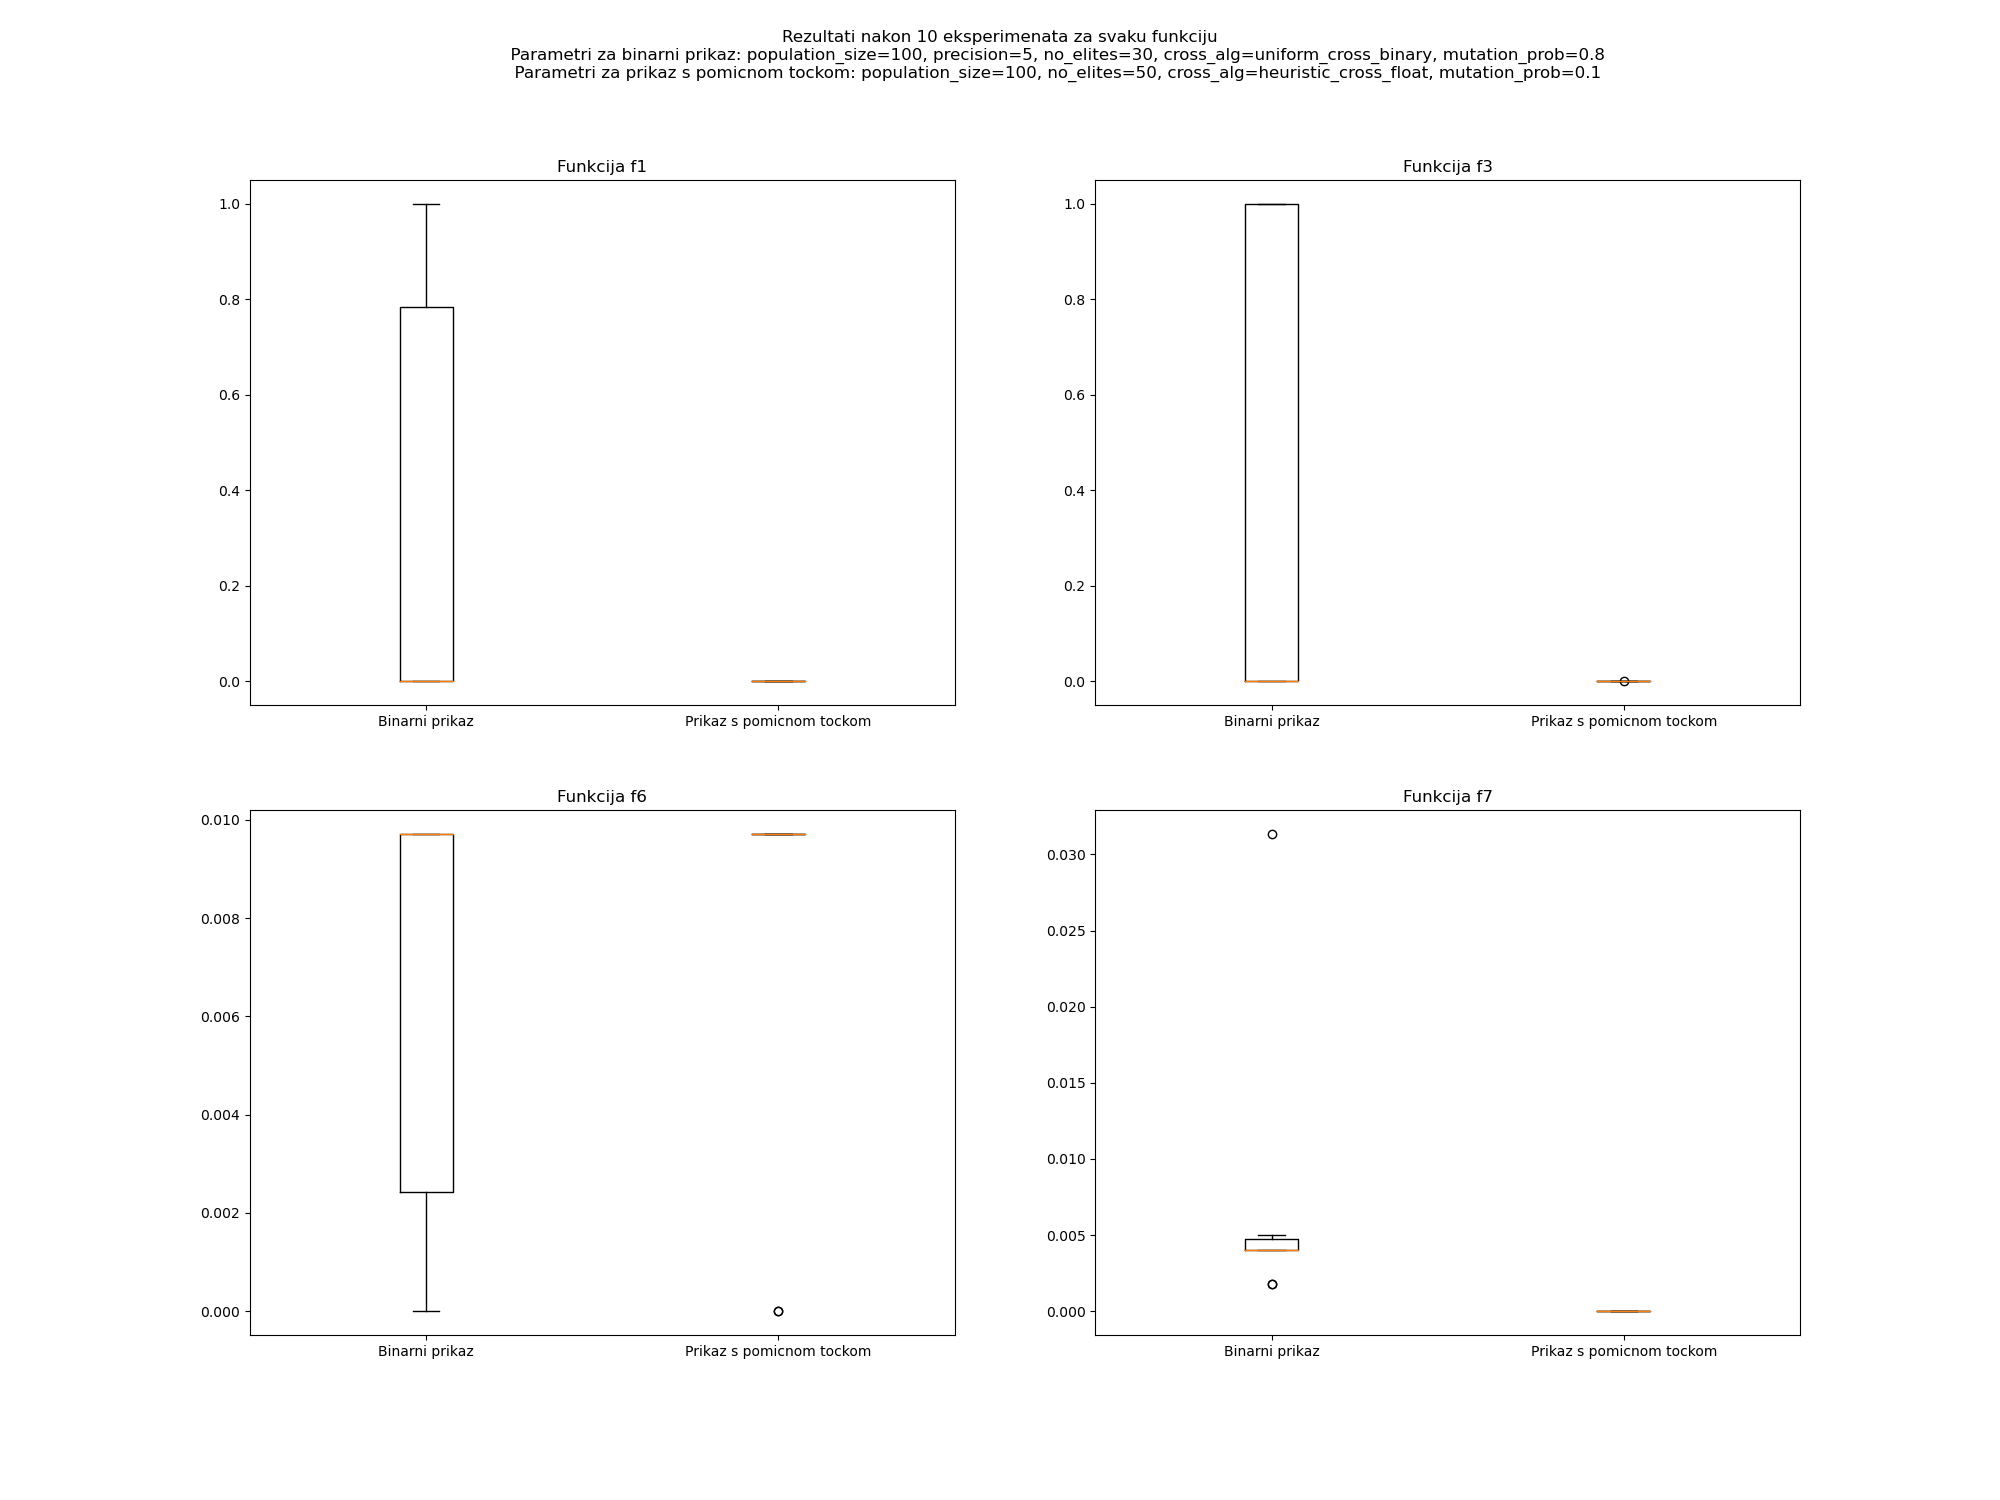 Rezultati nakon 10 eksperimenata za svaku funkciju
Parametri za binarni prikaz: population_size=100, precision=5, no_elites=30, cross_alg=uniform_cross_binary, mutation_prob=0.8
Parametri za prikaz s pomicnom tockom: population_size=100, no_elites=50, cross_alg=heuristic_cross_float, mutation_prob=0.1
Funkcija f1
1.0
0.8
0.6
0.4
0.2
0.0
Binarni prikaz
Prikaz s pomicnom tockom
Funkcija f3
1.0
0.8
0.6
0.4
0.2
0.0
Binarni prikaz
Prikaz s pomicnom tockom
Funkcija f6
0.010
0.008
0.006
0.004
0.002
0.000
Binarni prikaz
Prikaz s pomicnom tockom
Funkcija f7
0.030
0.025
0.020
0.015
0.010
0.005
0.000
Binarni prikaz
Prikaz s pomicnom tockom